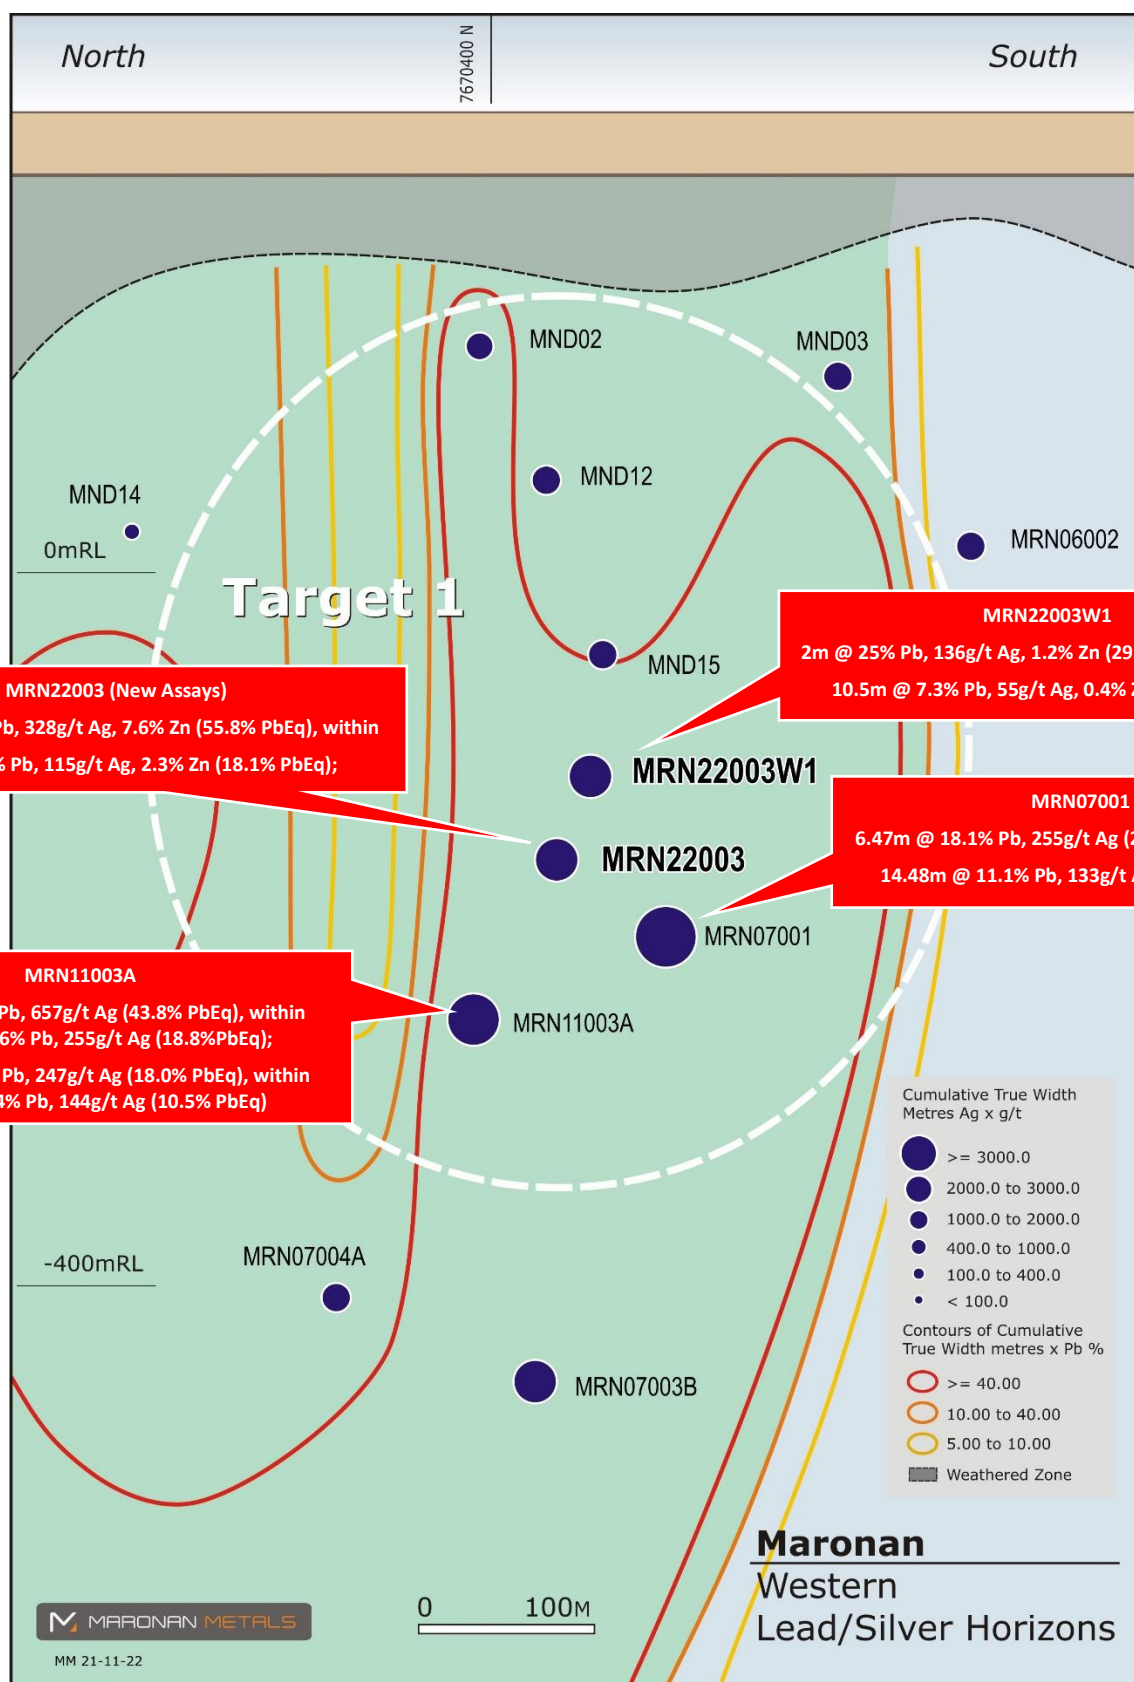 North
7670400 N
South
MND02
MND03
MND12
MND14
0mRL
MRN06002
Target 1
MND15
MRN22003W1
2m @ 25% Pb, 136g/t Ag, 1.2% Zn (29
10.5m @ 7.3% Pb, 55g/t Ag, 0.4%
MRN22003 (New Assays)
Pb, 328g/t Ag, 7.6% Zn (55.8% PbEq), within
% Pb, 115g/t Ag, 2.3% Zn (18.1% PbEq);
MRN22003W1
MRN22003
MRN07001
6.47m @ 18.1% Pb, 255g/t Ag (2
14.48m @ 11.1% Pb, 133g/t
MRN07001
MRN11003A
Pb, 657g/t Ag (43.8% PbEq), within
6% Pb, 255g/t Ag (18.8%PbEq);
Pb, 247g/t Ag (18.0% PbEq), within
4% Pb, 144g/t Ag (10.5% PbEq)
MRN11003A
Cumulative True Width
Metres Ag x g/t
>= 3000.0
2000.0 to 3000.0
1000.0 to 2000.0
400.0 to 1000.0
100.0 to 400.0
< 100.0
Contours of Cumulative
True Width metres x Pb %
>= 40.00
10.00 to 40.00
5.00 to 10.00
Weathered Zone
MRN07004A
-400mRL
MRN07003B
Maronan
Western
Lead/Silver Horizons
MARONAN METALS
MM 21-11-22
0 100M